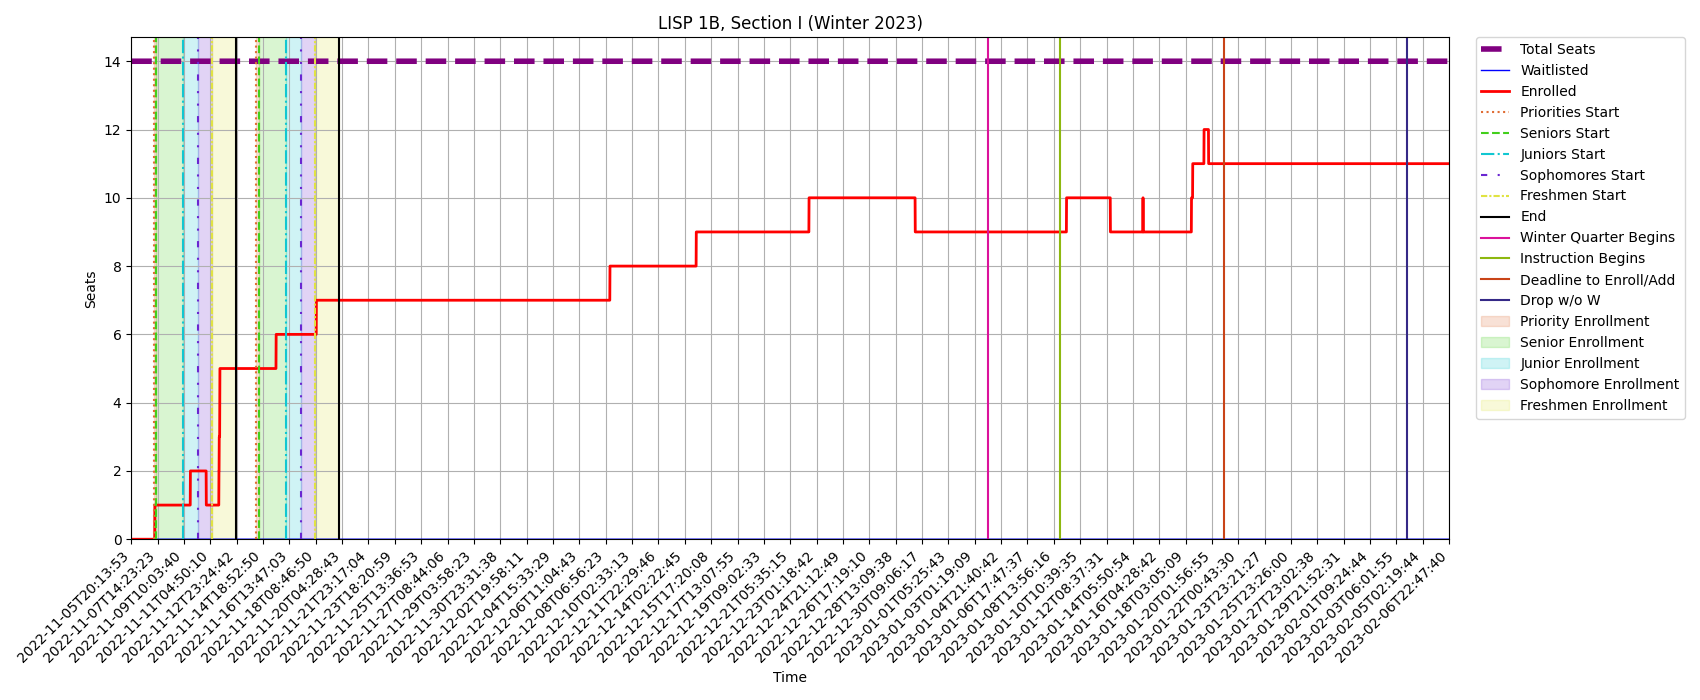 LISP 1B, Section I (Winter 2023)
Seats
14
12
10
8
6
4
2
0
2022-11-05T20:13:53
2022-11-07T14:23:23
2022-11-09T10:03:40
2022-11-11T04:50:10
2022-11-12T23:24:42
2022-11-14T18:52:50
2022-11-16T13:47:03
2022-11-18T08:46:50
2022-11-20T04:28:43
2022-11-21T23:17:04
2022-11-23T18:20:59
2022-11-25T13:36:53
2022-11-27T08:44:06
2022-11-29T03:58:23
2022-11-30T23:31:38
2022-12-02T19:58:11
2022-12-04T15:33:29
2022-12-06T11:04:43
2022-12-08T06:56:23
2022-12-10T02:33:13
2022-12-11T22:29:46
2022-12-14T02:22:45
2022-12-15T17:20:08
2022-12-17T13:07:55
2022-12-19T09:02:33
2022-12-21T05:35:15
2022-12-23T01:18:42
2022-12-24T21:12:49
2022-12-26T17:19:10
2022-12-28T13:09:38
2022-12-30T09:06:17
2023-01-01T05:25:43
2023-01-03T01:19:09
2023-01-04T21:40:42
2023-01-06T17:47:37
2023-01-08T13:56:16
2023-01-10T10:39:35
2023-01-12T08:37:31
2023-01-14T05:50:54
2023-01-16T04:28:42
2023-01-18T03:05:09
2023-01-20T01:56:55
2023-01-22T00:43:30
2023-01-23T23:21:27
2023-01-25T23:26:00
2023-01-27T23:02:38
2023-01-29T21:52:31
2023-02-01T09:24:44
2023-02-03T06:01:55
2023-02-05T02:19:44
2023-02-06T22:47:40
Time
Total Seats
Waitlisted
Enrolled
Priorities Start
Seniors Start
Juniors Start
Sophomores Start
Freshmen Start
End
Winter Quarter Begins
Instruction Begins
Deadline to Enroll/Add
Drop w/o W
Priority Enrollment
Senior Enrollment
Junior Enrollment
Sophomore Enrollment
Freshmen Enrollment